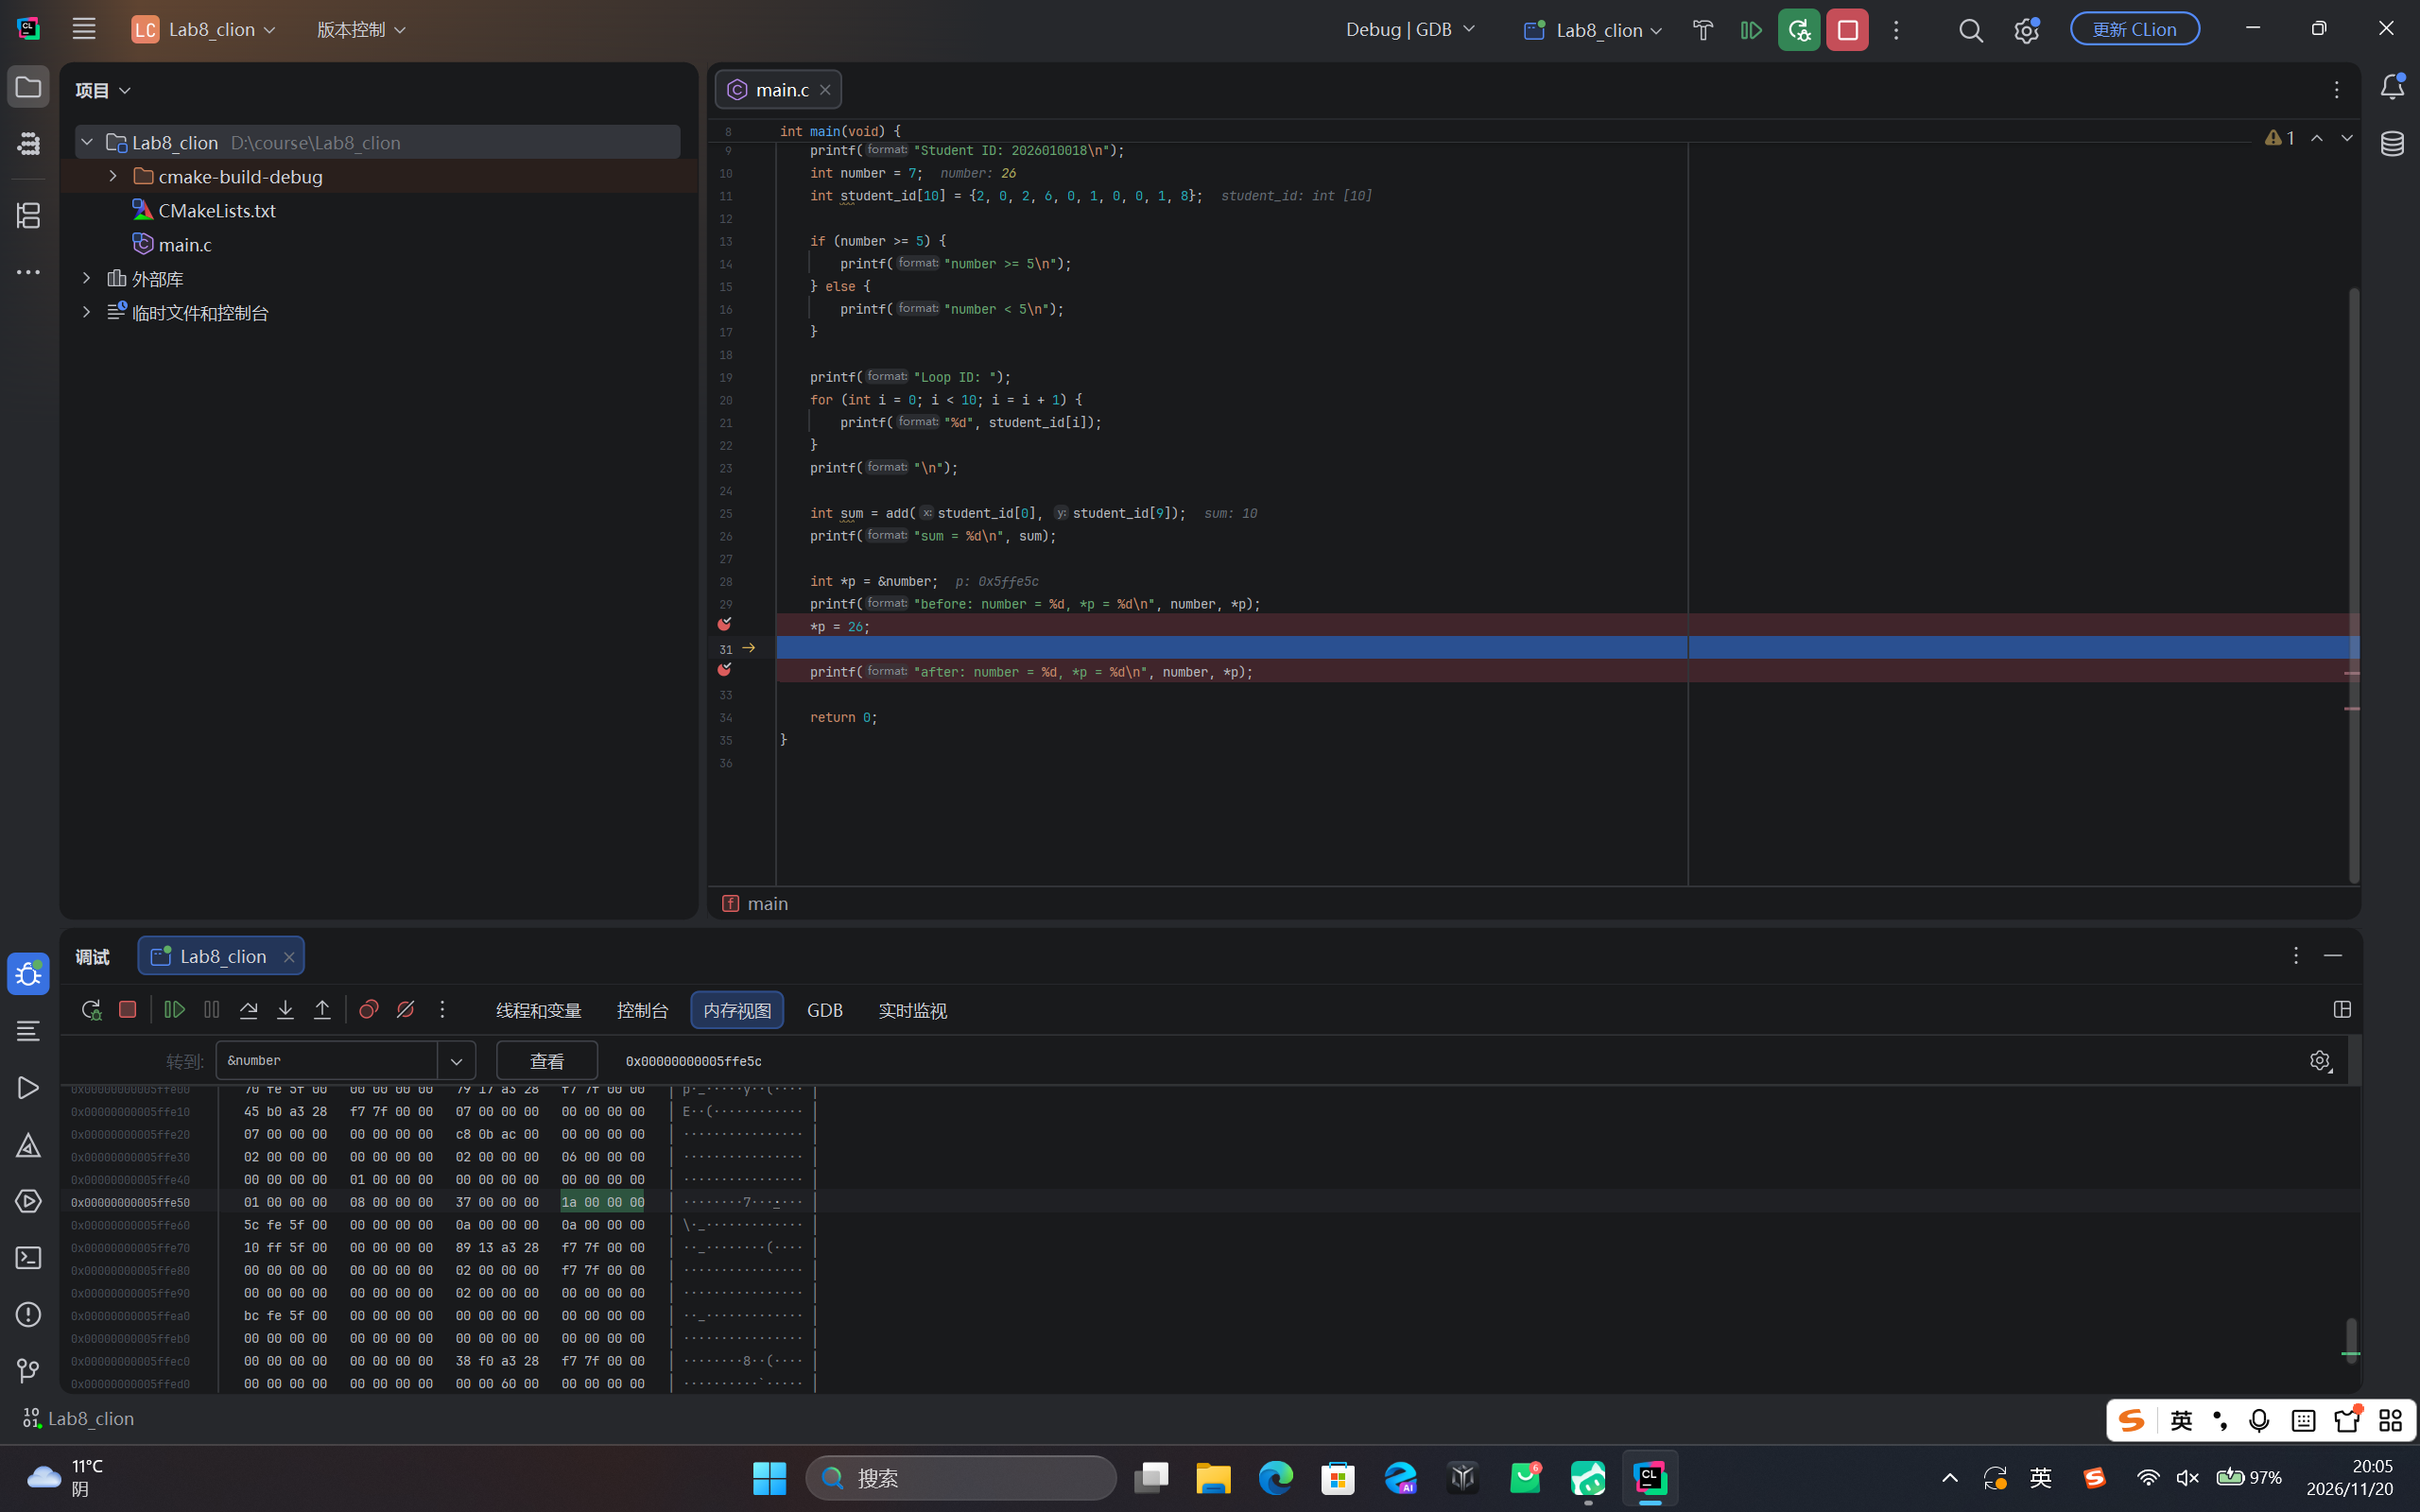 LC Lab8_clion 版本控制 Debug | GDB Lab8_clion 更新 CLion
项目
Lab8_clion D:\course\Lab8_clion
cmake-build-debug
CMakeLists.txt
main.c
外部库
临时文件和控制台
main.c
8 int main(void) {
9 printf(format: "Student ID: 2026010018\n");
10 int number = 7; number: 26
11 int student_id[10] = {2, 0, 2, 6, 0, 1, 0, 0, 1, 8}; student_id: int [10]
12
13 if (number >= 5) {
14 printf(format: "number >= 5\n");
15 } else {
16 printf(format: "number < 5\n");
17 }
18
19 printf(format: "Loop ID: ");
20 for (int i = 0; i < 10; i = i + 1) {
21 printf(format: "%d", student_id[i]);
22 }
23 printf(format: "\n");
24
25 int sum = add(x: student_id[0], y: student_id[9]); sum: 10
26 printf(format: "sum = %d\n", sum);
27
28 int *p = &number; p: 0x5ffe5c
29 printf(format: "before: number = %d, *p = %d\n", number, *p);
*p = 26;
31
printf(format: "after: number = %d, *p = %d\n", number, *p);
33
34 return 0;
35 }
36
1
main
调试 Lab8_clion
线程和变量 控制台 内存视图 GDB 实时监视
转到: &number 查看 0x00000000005ffe5c
0x00000000005ffe00 70 fe 5f 00 00 00 00 00 79 17 a3 28 f7 7f 00 00 p·_·····y··(····
0x00000000005ffe10 45 b0 a3 28 f7 7f 00 00 07 00 00 00 00 00 00 00 E··(············
0x00000000005ffe20 07 00 00 00 00 00 00 00 c8 0b ac 00 00 00 00 00 ················
0x00000000005ffe30 02 00 00 00 00 00 00 00 02 00 00 00 06 00 00 00 ················
0x00000000005ffe40 00 00 00 00 01 00 00 00 00 00 00 00 00 00 00 00 ················
0x00000000005ffe50 01 00 00 00 08 00 00 00 37 00 00 00 1a 00 00 00 ········7·······
0x00000000005ffe60 5c fe 5f 00 00 00 00 00 0a 00 00 00 0a 00 00 00 \·_·············
0x00000000005ffe70 10 ff 5f 00 00 00 00 00 89 13 a3 28 f7 7f 00 00 ··_········(····
0x00000000005ffe80 00 00 00 00 00 00 00 00 02 00 00 00 f7 7f 00 00 ················
0x00000000005ffe90 00 00 00 00 00 00 00 00 02 00 00 00 00 00 00 00 ················
0x00000000005ffea0 bc fe 5f 00 00 00 00 00 00 00 00 00 00 00 00 00 ··_·············
0x00000000005ffeb0 00 00 00 00 00 00 00 00 00 00 00 00 00 00 00 00 ················
0x00000000005ffec0 00 00 00 00 00 00 00 00 38 f0 a3 28 f7 7f 00 00 ········8··(····
0x00000000005ffed0 00 00 00 00 00 00 00 00 00 00 60 00 00 00 00 00 ··········`·····
Lab8_clion
英
11°C
阴
搜索
英 97%
20:05
2026/11/20